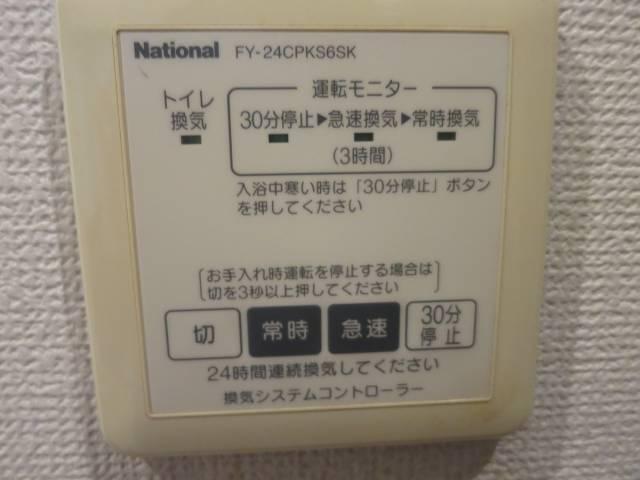 National FY-24CPKS6SK
運転モニター
トイレ
換気
30分停止▶急速換気▶常時換気
(3時間)
入浴中寒い時は「30分停止」ボタン
を押してください
お手入れ時運転を停止する場合は
切を3秒以上押してください
切 常時 急速 30分
停止
24時間連続換気してください
換気システムコントローラー